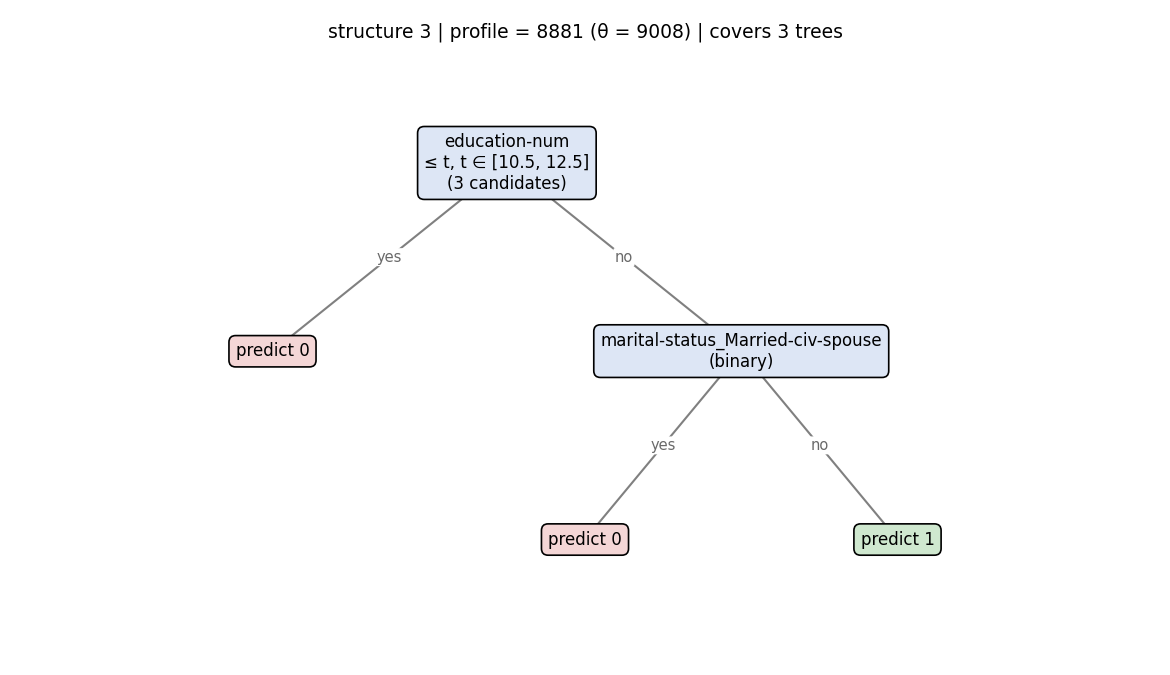 structure 3 | profile = 8881 (θ = 9008) | covers 3 trees
education-num
≤ t, t ∈ [10.5, 12.5]
(3 candidates)
yes
no
predict 0
marital-status_Married-civ-spouse
(binary)
yes
no
predict 0
predict 1